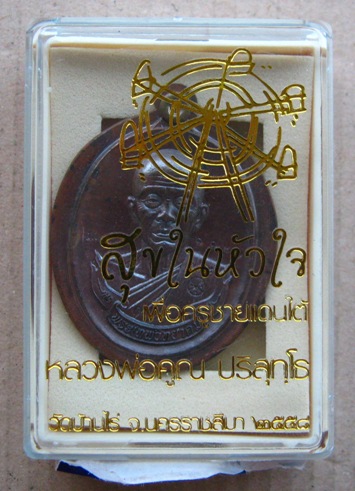 สุขในหัวใจ
เพื่อครูชายแดนใต้
หลวงพ่อคูณ ปริสุทฺโธ
วัดบ้านไร่ จ.นครราชสีมา ๒๕๕๘